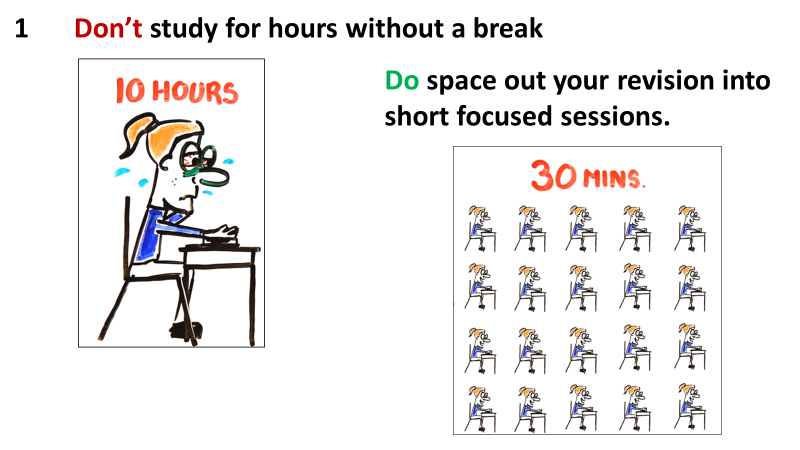 1 Don’t study for hours without a break
10 HOURS
Do space out your revision into
short focused sessions.
30 MINS.